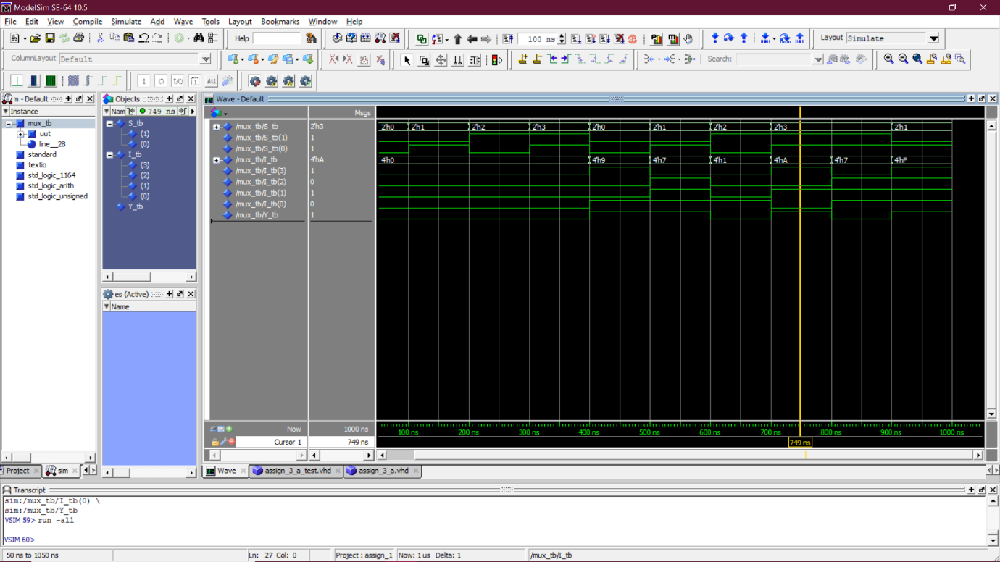 ModelSim SE-64 10.5
File Edit View Compile Simulate Add Wave Tools Layout Bookmarks Window Help
Help 100 ns Layout Simulate
ColumnLayout Default Search:
I O I/O ALL
- Default
Instance
mux_tb
uut
line__28
standard
textio
std_logic_1164
std_logic_arith
std_logic_unsigned
Objects
Nam 749 ns
S_tb
(1)
(0)
I_tb
(3)
(2)
(1)
(0)
Y_tb
es (Active)
Name
Wave - Default
Msgs
/mux_tb/S_tb 2'h3 2'h0 2'h1 2'h2 2'h3 2'h0 2'h1 2'h2 2'h3 2'h1
/mux_tb/S_tb(1) 1
/mux_tb/S_tb(0) 1
/mux_tb/I_tb 4'hA 4'h0 4'h9 4'h7 4'h1 4'hA 4'h7 4'hF
/mux_tb/I_tb(3) 1
/mux_tb/I_tb(2) 0
/mux_tb/I_tb(1) 1
/mux_tb/I_tb(0) 0
/mux_tb/Y_tb 1
Now 1000 ns 100 ns 200 ns 300 ns 400 ns 500 ns 600 ns 700 ns 800 ns 900 ns 1000 ns
Cursor 1 749 ns 749 ns
Project sim Wave assign_3_a_test.vhd assign_3_a.vhd
Transcript
sim:/mux_tb/I_tb(0) \
sim:/mux_tb/Y_tb
VSIM 59> run -all
VSIM 60>
50 ns to 1050 ns Ln: 27 Col: 0 Project : assign_1 Now: 1 us Delta: 1 /mux_tb/I_tb